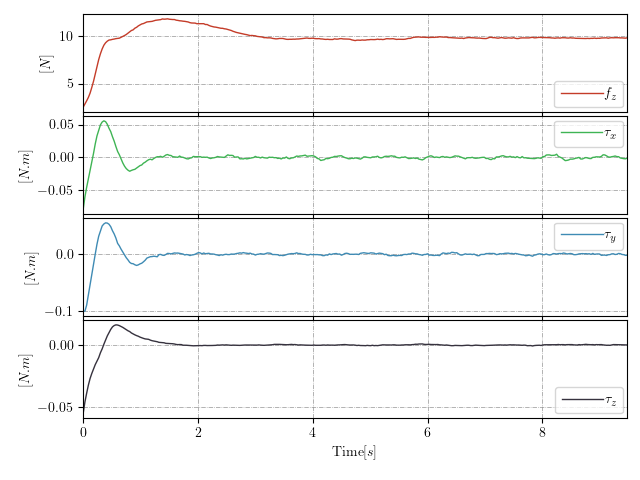 10
5
[N]
f_z
0.05
0.00
−0.05
[N.m]
τ_x
0.0
−0.1
[N.m]
τ_y
0.00
−0.05
[N.m]
τ_z
0 2 4 6 8
Time[s]